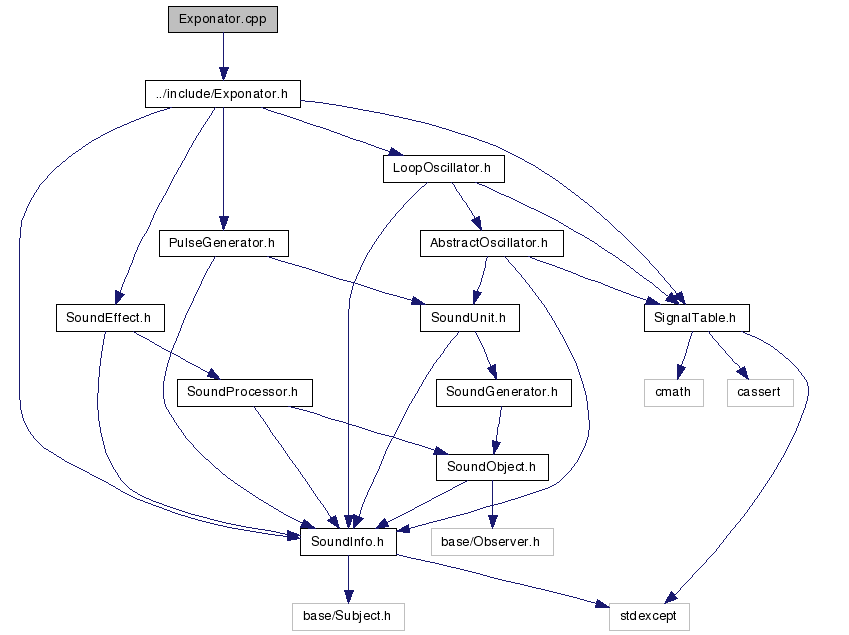 Exponator.cpp
../include/Exponator.h
LoopOscillator.h
PulseGenerator.h
AbstractOscillator.h
SoundEffect.h
SoundUnit.h
SignalTable.h
SoundProcessor.h
SoundGenerator.h
cmath
cassert
SoundObject.h
SoundInfo.h
base/Observer.h
base/Subject.h
stdexcept